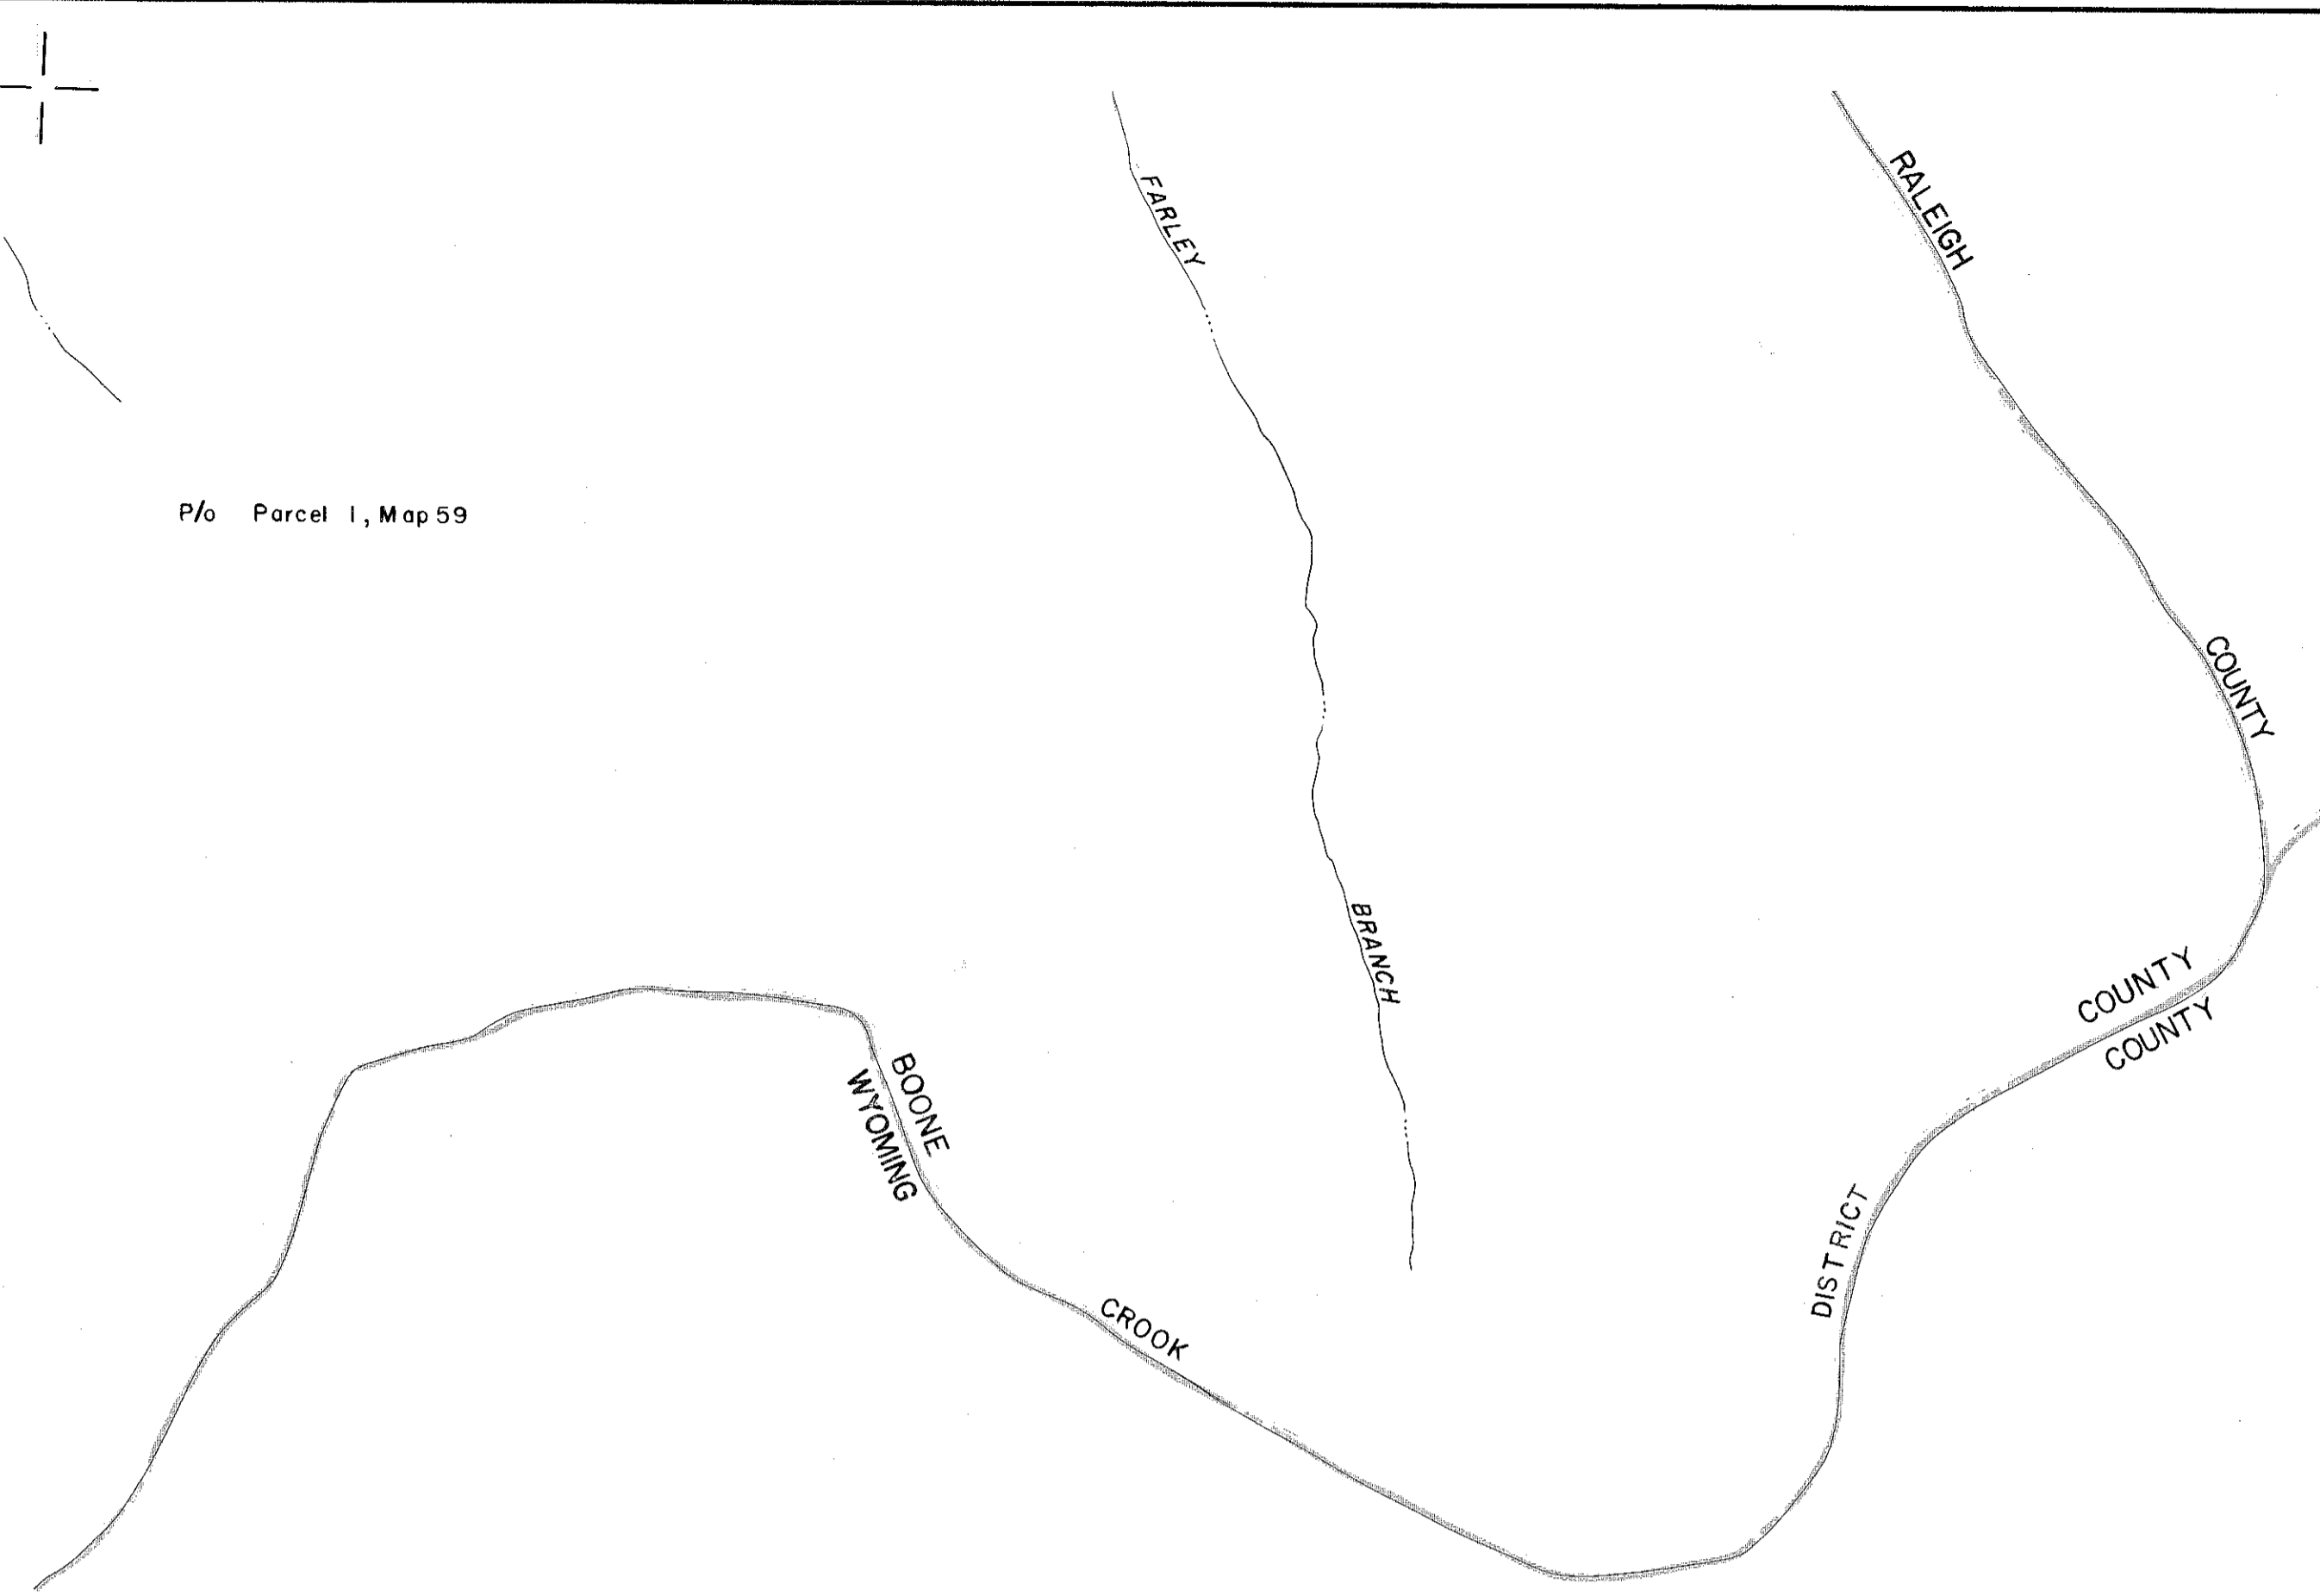 FARLEY
RALEIGH
P/o Parcel 1, Map 59
COUNTY
BRANCH
COUNTY
COUNTY
BOONE
WYOMING
DISTRICT
CROOK